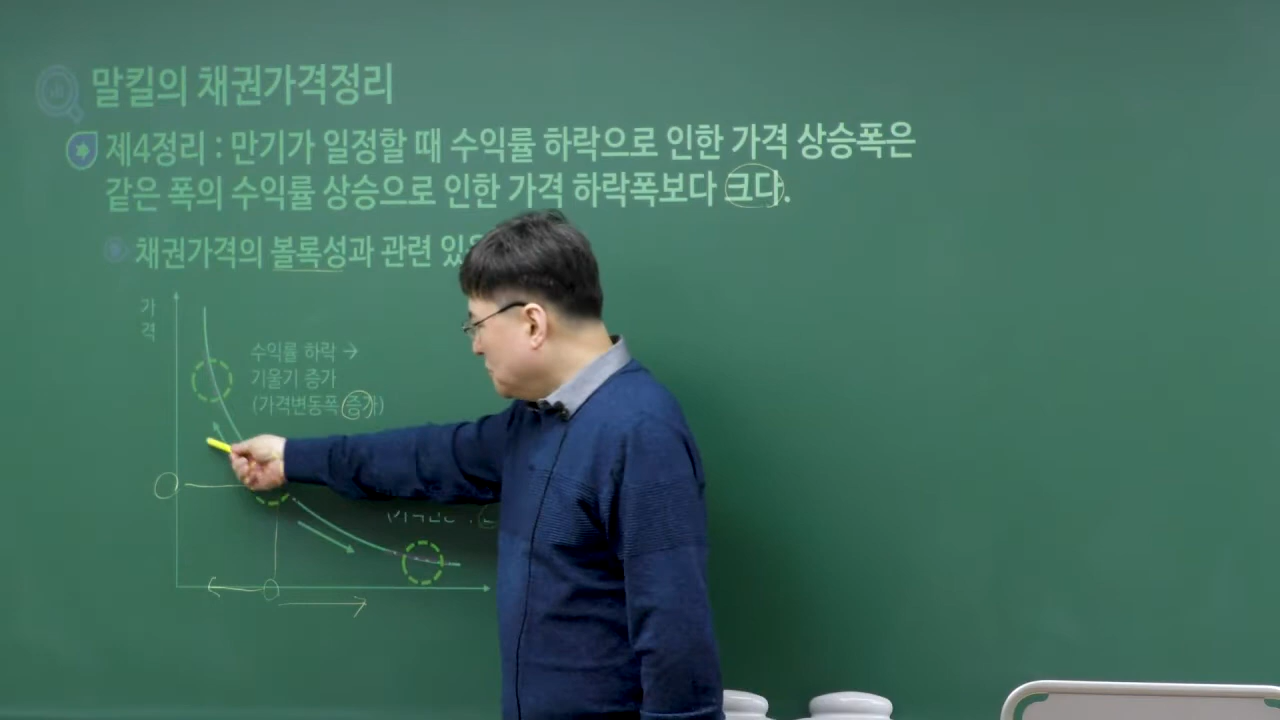 말킬의 채권가격정리
제4정리 : 만기가 일정할 때 수익률 하락으로 인한 가격 상승폭은
같은 폭의 수익률 상승으로 인한 가격 하락폭보다 크다.
채권가격의 볼록성과 관련
가격
수익률 하락 →
기울기 증가
(가격변동폭 증가)